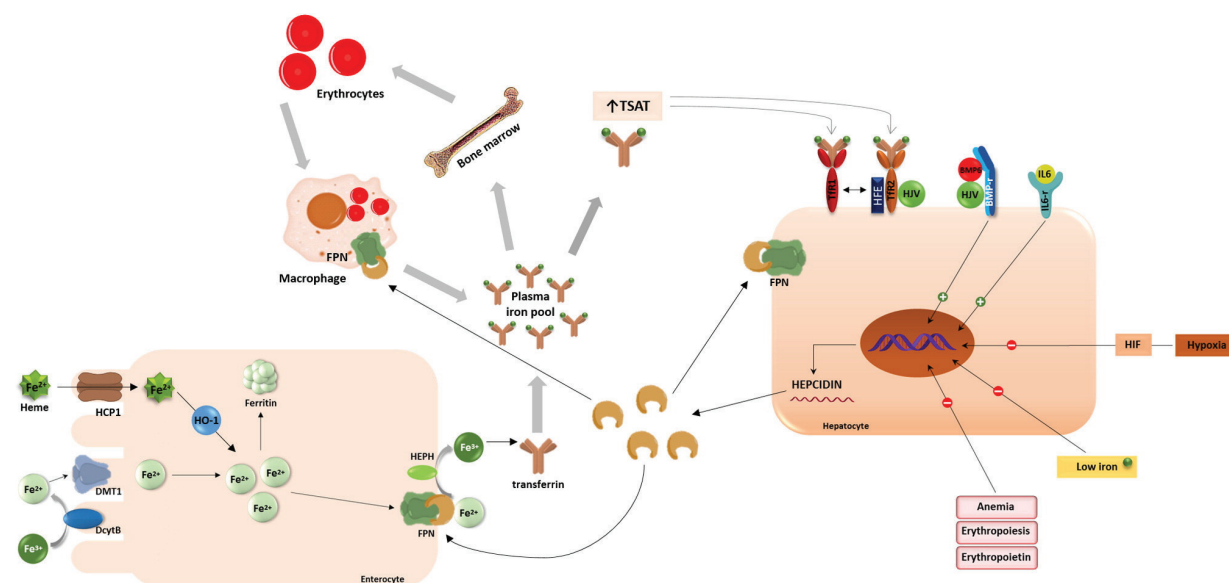 Erythrocytes
Bone marrow
↑TSAT
TfR1
HFE
TfR2
HJV
BMP6
HJV
BMP-r
IL6
IL6-r
FPN
Macrophage
Plasma
iron pool
FPN
+
+
HIF
Hypoxia
−
HEPCIDIN
−
−
Hepatocyte
Low iron
Anemia
Erythropoiesis
Erythropoietin
Fe²⁺
Heme
HCP1
Fe²⁺
HO-1
Ferritin
Fe²⁺
DMT1
Fe²⁺
Fe²⁺
Fe²⁺
Fe²⁺
DcytB
Fe³⁺
HEPH
Fe³⁺
transferrin
Fe²⁺
FPN
Enterocyte